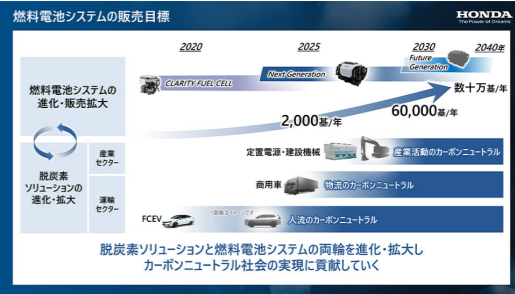 燃料電池システムの販売目標
HONDA
The Power of Dreams
2020
2025
2030
2040年
燃料電池システムの
進化・販売拡大
CLARITY FUEL CELL
Next Generation
Future
Generation
数十万基/年
60,000基/年
2,000基/年
脱炭素
ソリューションの
進化・拡大
産業
セクター
定置電源・建設機械
産業活動のカーボンニュートラル
運輸
セクター
商用車
物流のカーボンニュートラル
FCEV
*画像はイメージです
人流のカーボンニュートラル
脱炭素ソリューションと燃料電池システムの両輪を進化・拡大し
カーボンニュートラル社会の実現に貢献していく